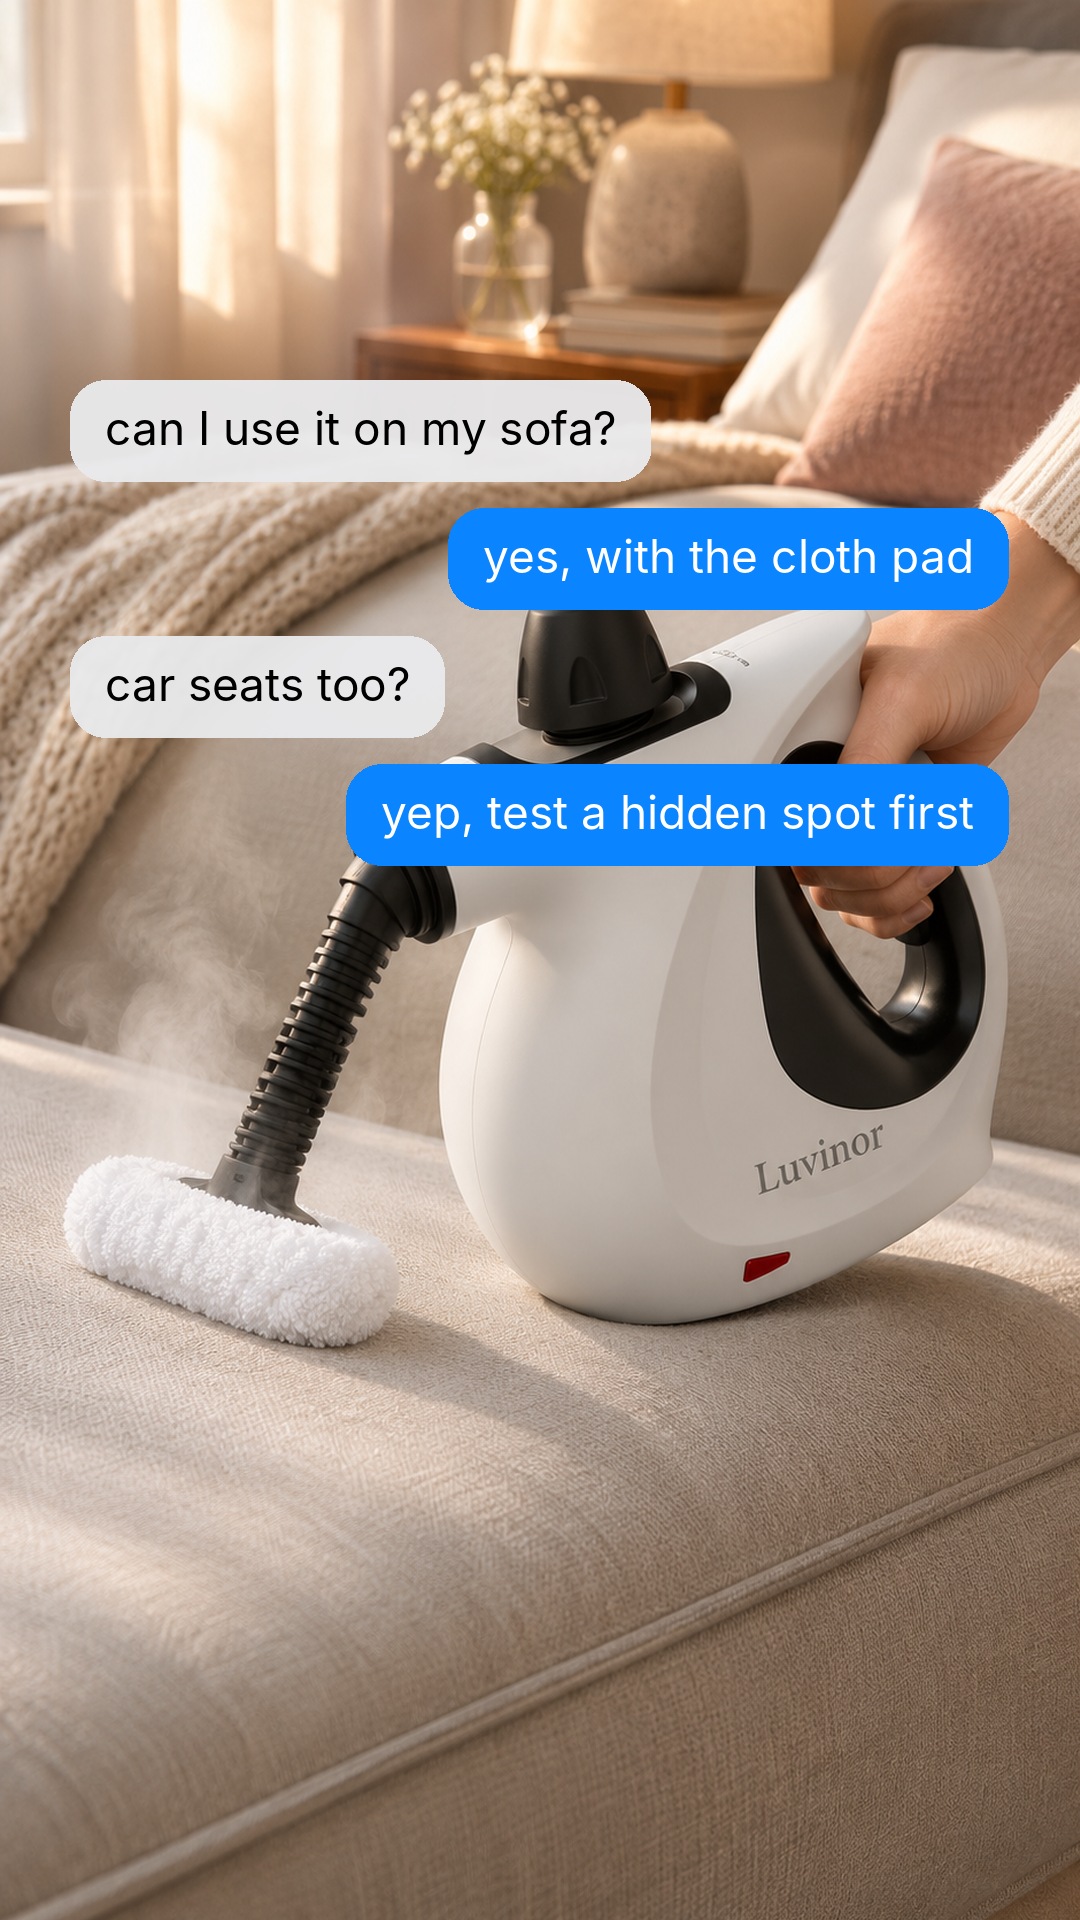 can I use it on my sofa?
yes, with the cloth pad
car seats too?
yep, test a hidden spot first
Luvinor